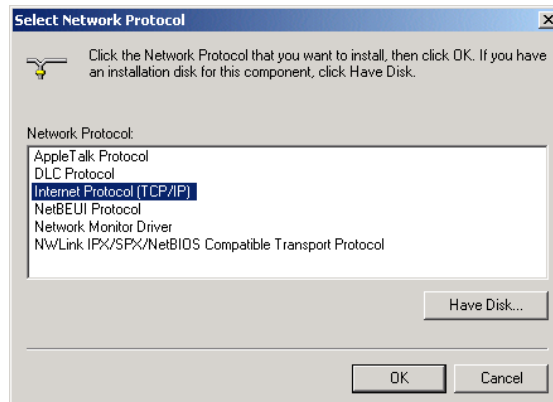 Select Network Protocol
Click the Network Protocol that you want to install, then click OK. If you have
an installation disk for this component, click Have Disk.
Network Protocol:
AppleTalk Protocol
DLC Protocol
Internet Protocol (TCP/IP)
NetBEUI Protocol
Network Monitor Driver
NWLink IPX/SPX/NetBIOS Compatible Transport Protocol
Have Disk...
OK
Cancel